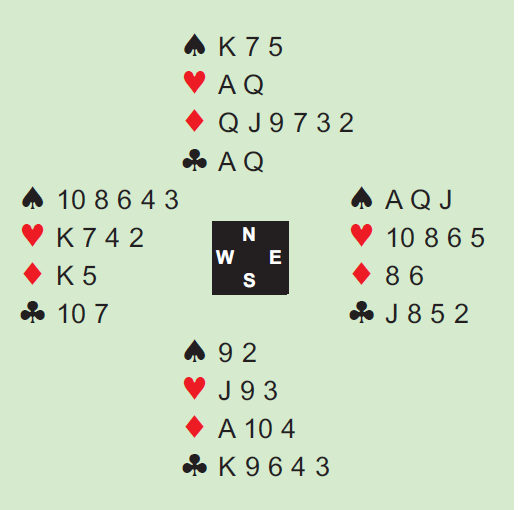 ♠ K 7 5
♥ A Q
♦ Q J 9 7 3 2
♣ A Q
♠ 10 8 6 4 3
♥ K 7 4 2
♦ K 5
♣ 10 7
N
W E
S
♠ A Q J
♥ 10 8 6 5
♦ 8 6
♣ J 8 5 2
♠ 9 2
♥ J 9 3
♦ A 10 4
♣ K 9 6 4 3